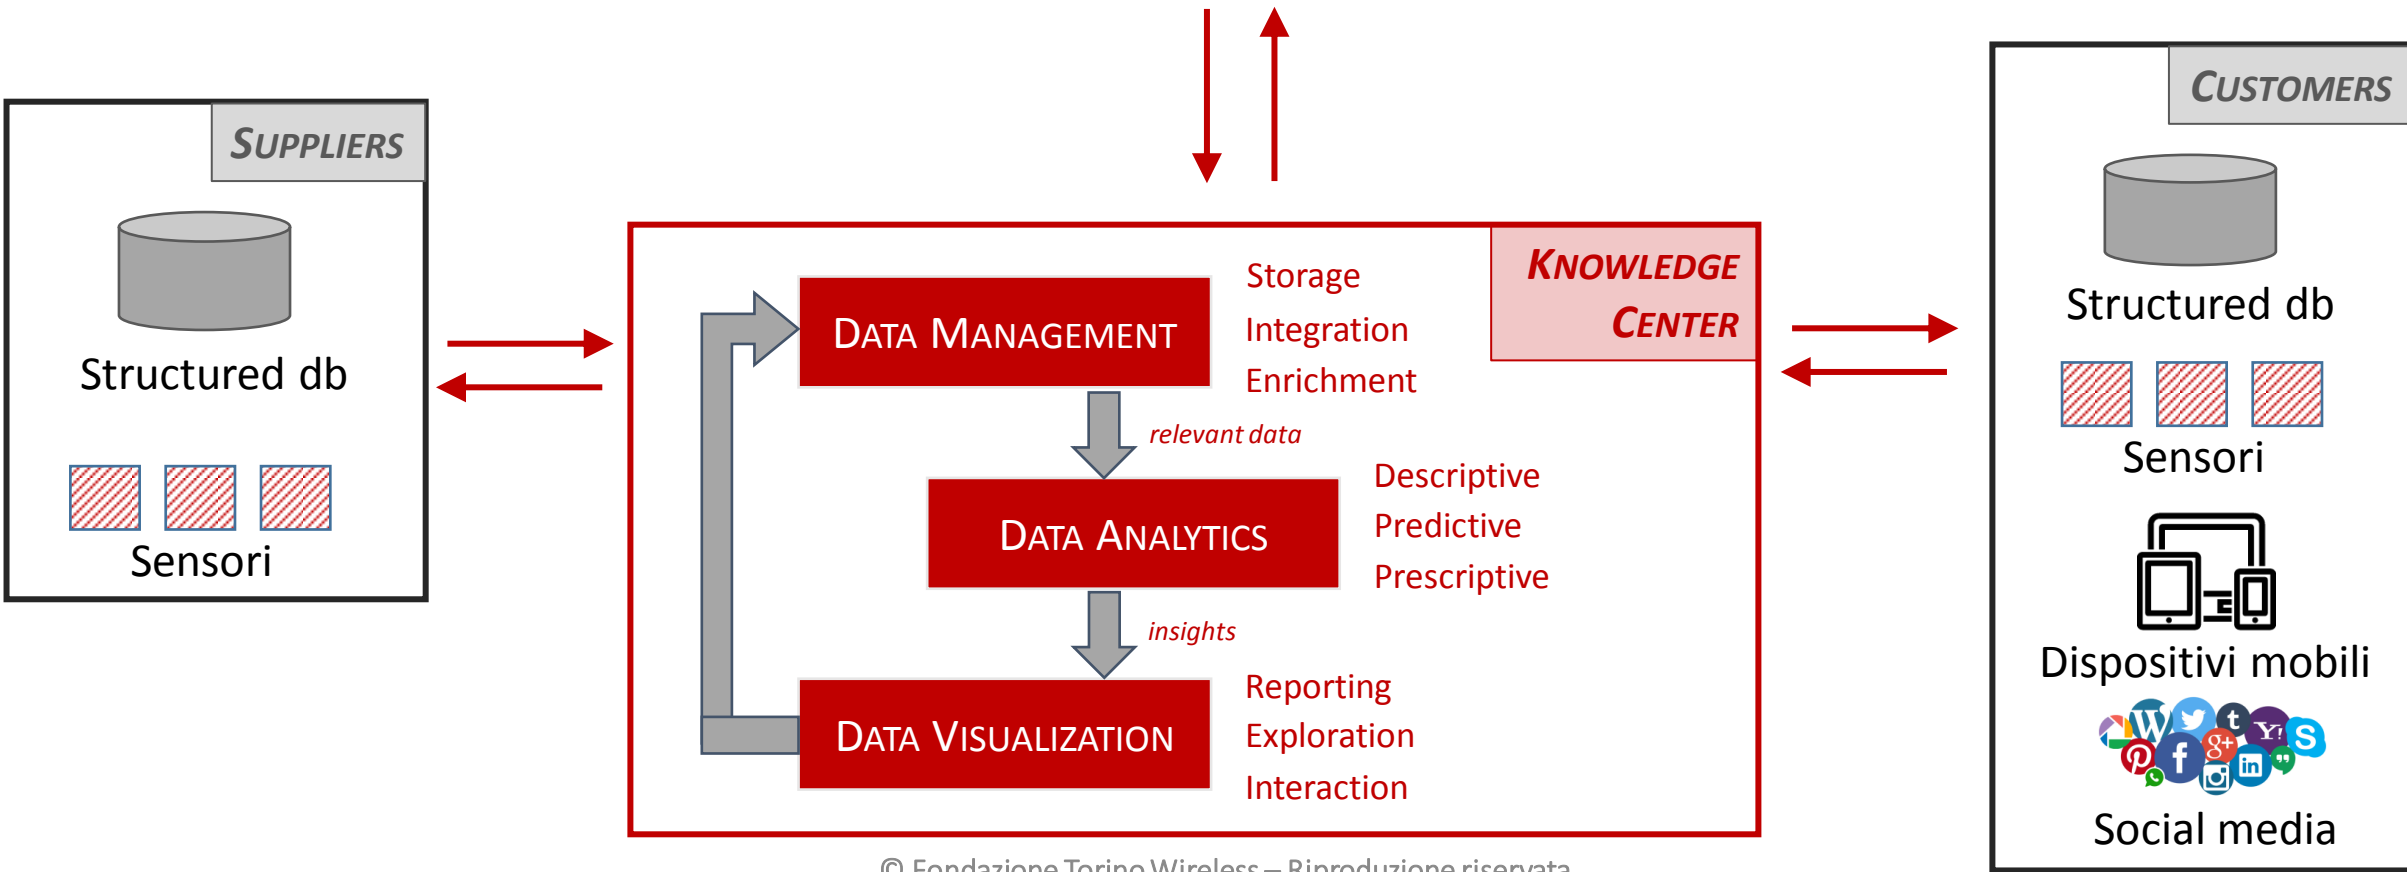 SUPPLIERS
Structured db
Sensori
KNOWLEDGE
CENTER
DATA MANAGEMENT
Storage
Integration
Enrichment
relevant data
DATA ANALYTICS
Descriptive
Predictive
Prescriptive
insights
DATA VISUALIZATION
Reporting
Exploration
Interaction
CUSTOMERS
Structured db
Sensori
Dispositivi mobili
Social media
© Fondazione Torino Wireless – Riproduzione riservata